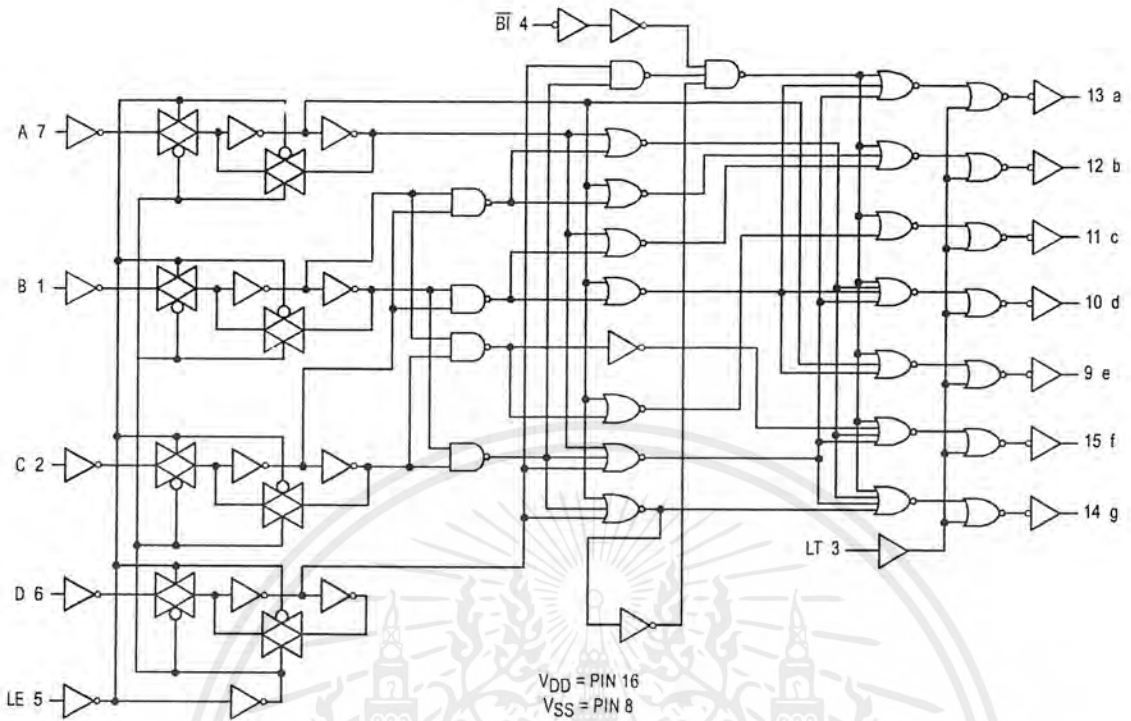 B̅I̅ 4
A 7
13 a
12 b
11 c
B 1
10 d
9 e
15 f
C 2
14 g
LT 3
D 6
VDD = PIN 16
VSS = PIN 8
LE 5